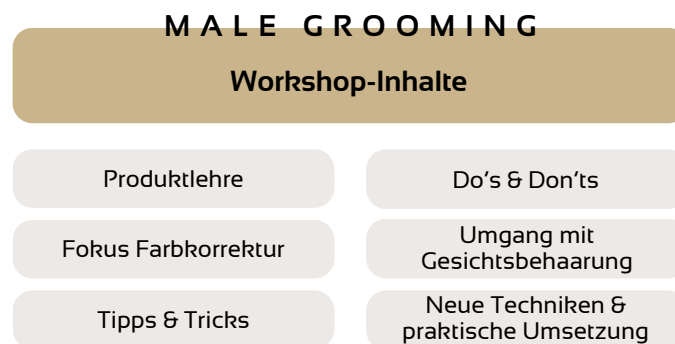 MALE GROOMING
Workshop-Inhalte
Produktlehre
Do's & Don'ts
Fokus Farbkorrektur
Umgang mit
Gesichtsbehaarung
Tipps & Tricks
Neue Techniken &
praktische Umsetzung